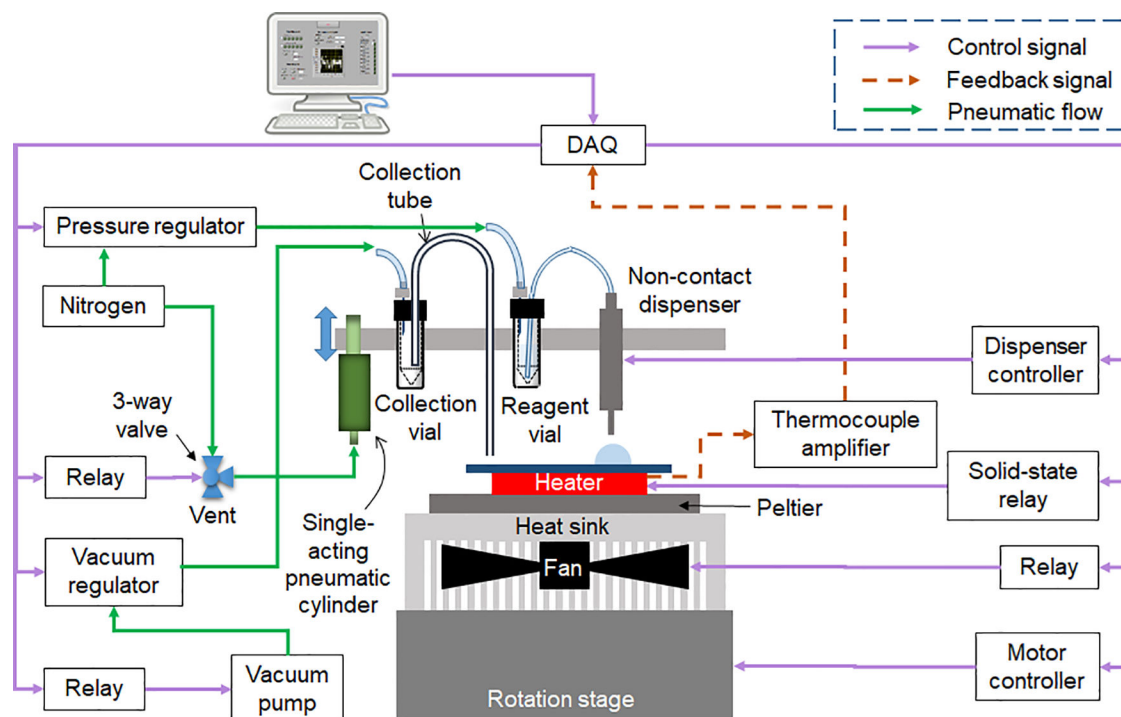 Control signal
Feedback signal
Pneumatic flow
DAQ
Collection
tube
Pressure regulator
Non-contact
dispenser
Nitrogen
Dispenser
controller
3-way
valve
Collection
vial
Reagent
vial
Thermocouple
amplifier
Relay
Vent
Heater
Solid-state
relay
Peltier
Single-
acting
pneumatic
cylinder
Heat sink
Vacuum
regulator
Fan
Relay
Relay
Vacuum
pump
Motor
controller
Rotation stage